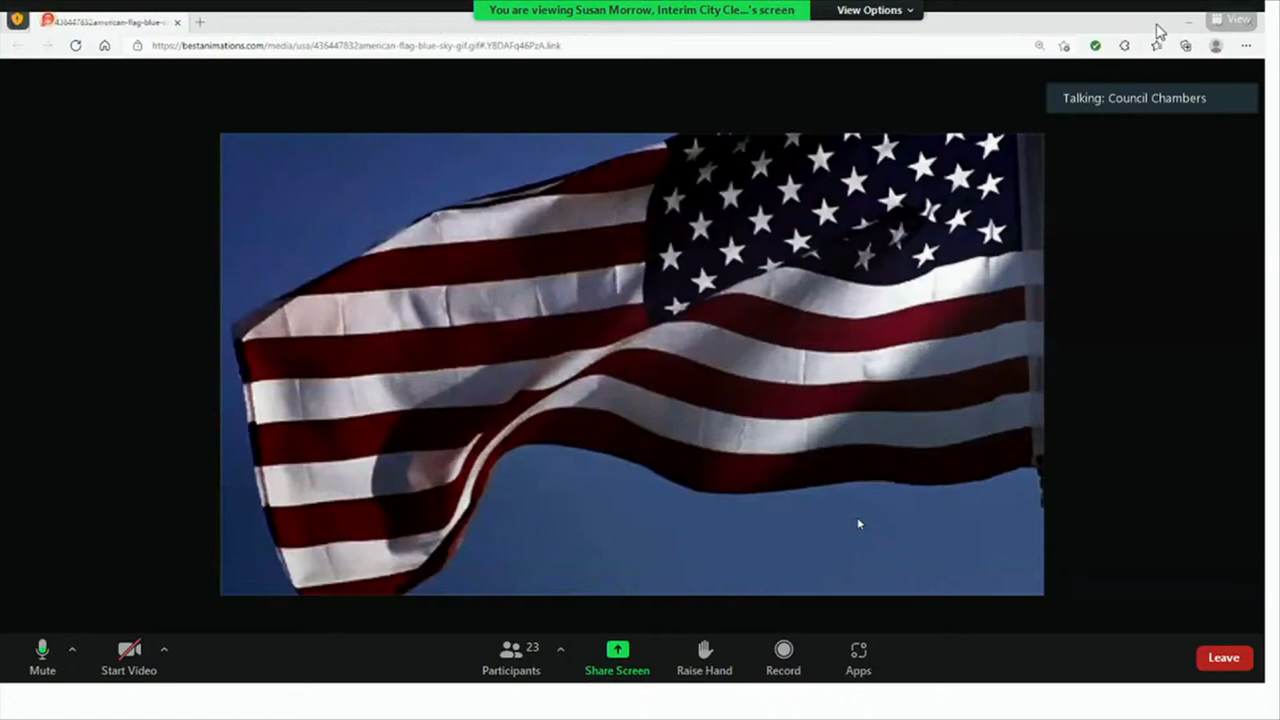 You are viewing Susan Morrow, Interim City Cle...'s screen
View Options
View
https://bestanimations.com/media/usa/436447832american-flag-blue-sky-gif.gif#.YBDAFq46PzA.link
Talking: Council Chambers
Mute
Start Video
23
Participants
Share Screen
Raise Hand
Record
Apps
Leave